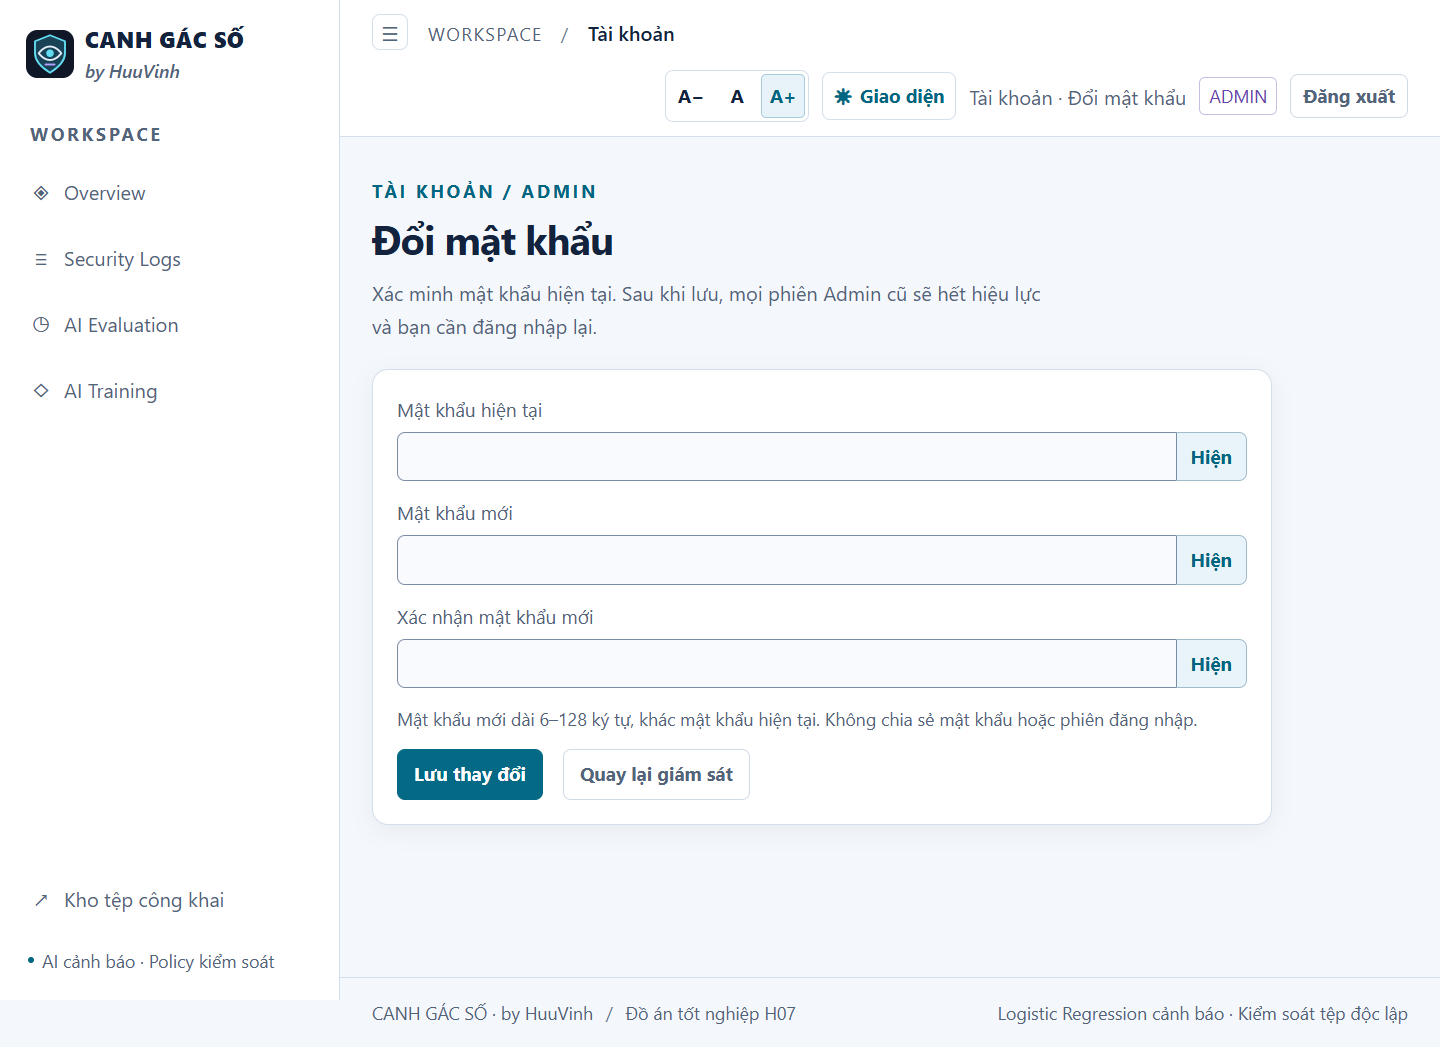 CANH GÁC SỐ
by HuuVinh
WORKSPACE
Overview
Security Logs
AI Evaluation
AI Training
Kho tệp công khai
AI cảnh báo · Policy kiểm soát
WORKSPACE / Tài khoản
A− A A+ Giao diện Tài khoản · Đổi mật khẩu ADMIN Đăng xuất
TÀI KHOẢN / ADMIN
Đổi mật khẩu
Xác minh mật khẩu hiện tại. Sau khi lưu, mọi phiên Admin cũ sẽ hết hiệu lực
và bạn cần đăng nhập lại.
Mật khẩu hiện tại
Hiện
Mật khẩu mới
Hiện
Xác nhận mật khẩu mới
Hiện
Mật khẩu mới dài 6–128 ký tự, khác mật khẩu hiện tại. Không chia sẻ mật khẩu hoặc phiên đăng nhập.
Lưu thay đổi Quay lại giám sát
CANH GÁC SỐ · by HuuVinh / Đồ án tốt nghiệp H07
Logistic Regression cảnh báo · Kiểm soát tệp độc lập